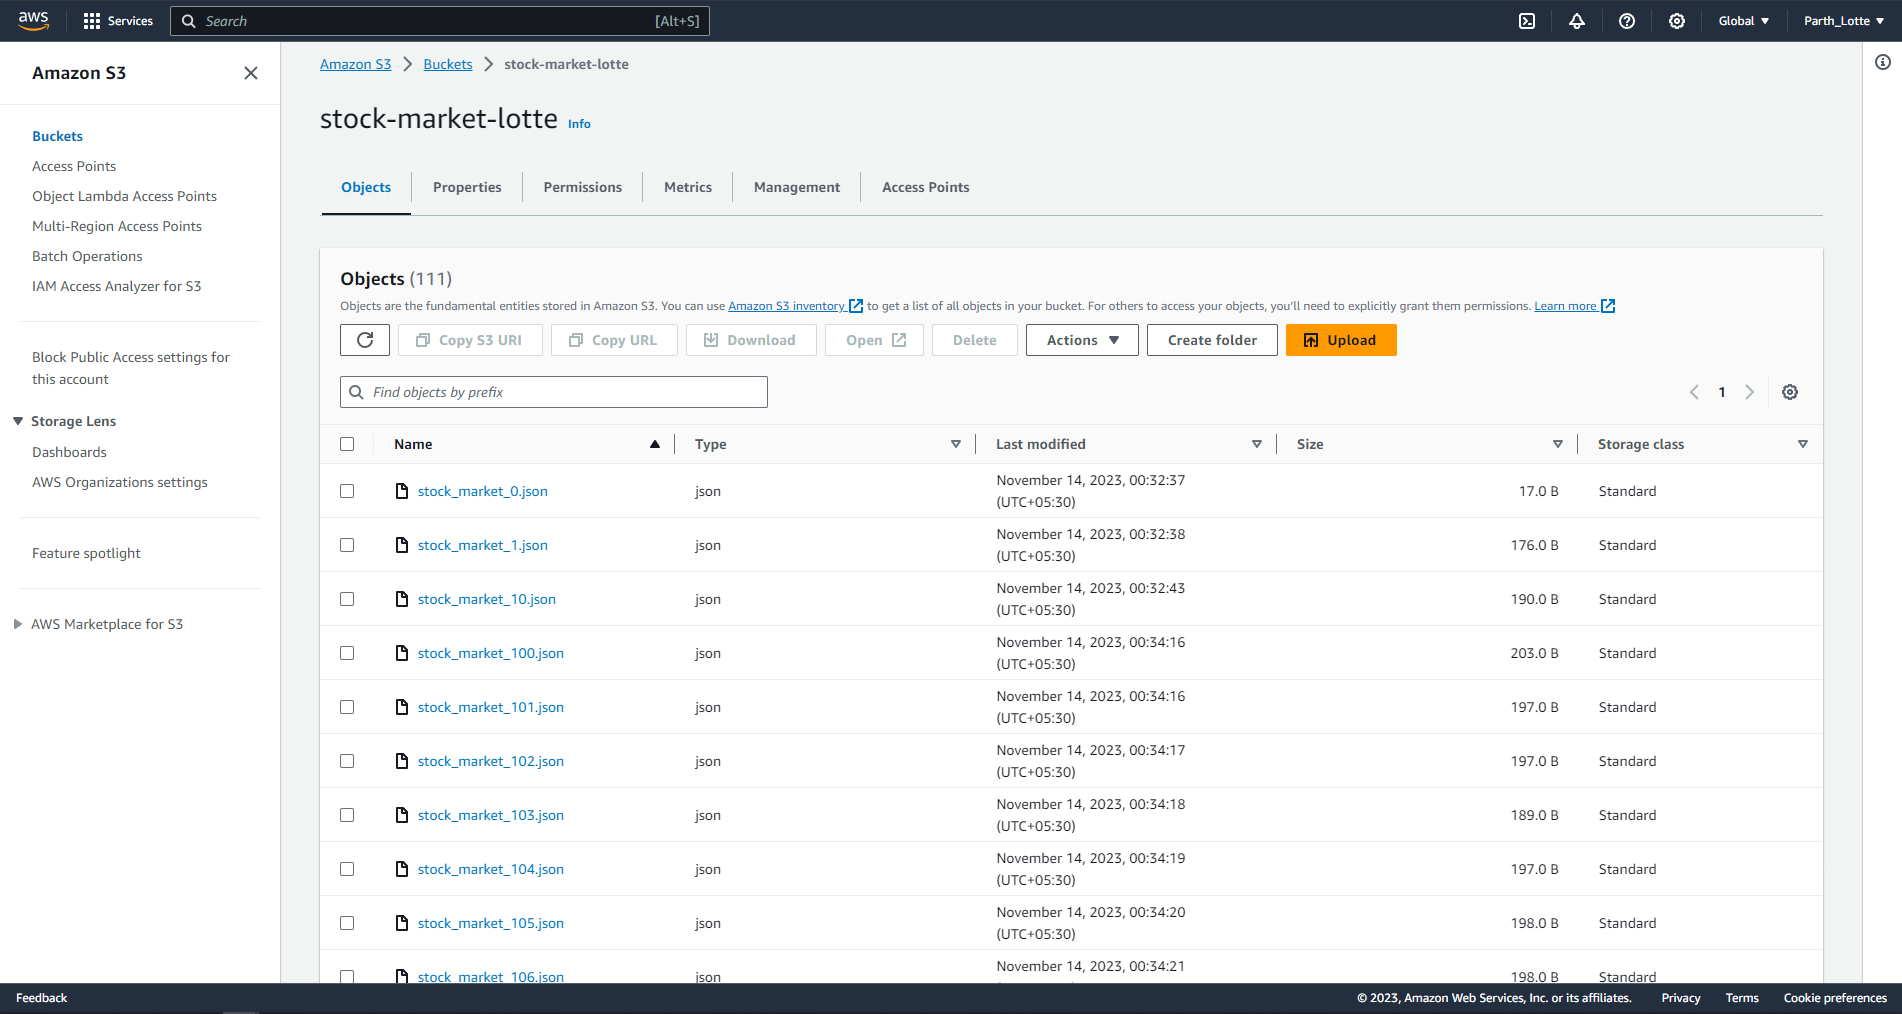 aws
Services
Search
[Alt+S]
Global
Parth_Lotte
Amazon S3
Buckets
Access Points
Object Lambda Access Points
Multi-Region Access Points
Batch Operations
IAM Access Analyzer for S3
Block Public Access settings for
this account
Storage Lens
Dashboards
AWS Organizations settings
Feature spotlight
AWS Marketplace for S3
Amazon S3 Buckets stock-market-lotte
stock-market-lotte Info
Objects Properties Permissions Metrics Management Access Points
Objects (111)
Objects are the fundamental entities stored in Amazon S3. You can use Amazon S3 inventory to get a list of all objects in your bucket. For others to access your objects, you'll need to explicitly grant them permissions. Learn more
Copy S3 URI Copy URL Download Open Delete Actions Create folder Upload
Find objects by prefix
1
Name Type Last modified Size Storage class
stock_market_0.json json November 14, 2023, 00:32:37 17.0 B Standard
(UTC+05:30)
stock_market_1.json json November 14, 2023, 00:32:38 176.0 B Standard
(UTC+05:30)
stock_market_10.json json November 14, 2023, 00:32:43 190.0 B Standard
(UTC+05:30)
stock_market_100.json json November 14, 2023, 00:34:16 203.0 B Standard
(UTC+05:30)
stock_market_101.json json November 14, 2023, 00:34:16 197.0 B Standard
(UTC+05:30)
stock_market_102.json json November 14, 2023, 00:34:17 197.0 B Standard
(UTC+05:30)
stock_market_103.json json November 14, 2023, 00:34:18 189.0 B Standard
(UTC+05:30)
stock_market_104.json json November 14, 2023, 00:34:19 197.0 B Standard
(UTC+05:30)
stock_market_105.json json November 14, 2023, 00:34:20 198.0 B Standard
(UTC+05:30)
stock_market_106.json json November 14, 2023, 00:34:21 198.0 B Standard
Feedback
© 2023, Amazon Web Services, Inc. or its affiliates. Privacy Terms Cookie preferences